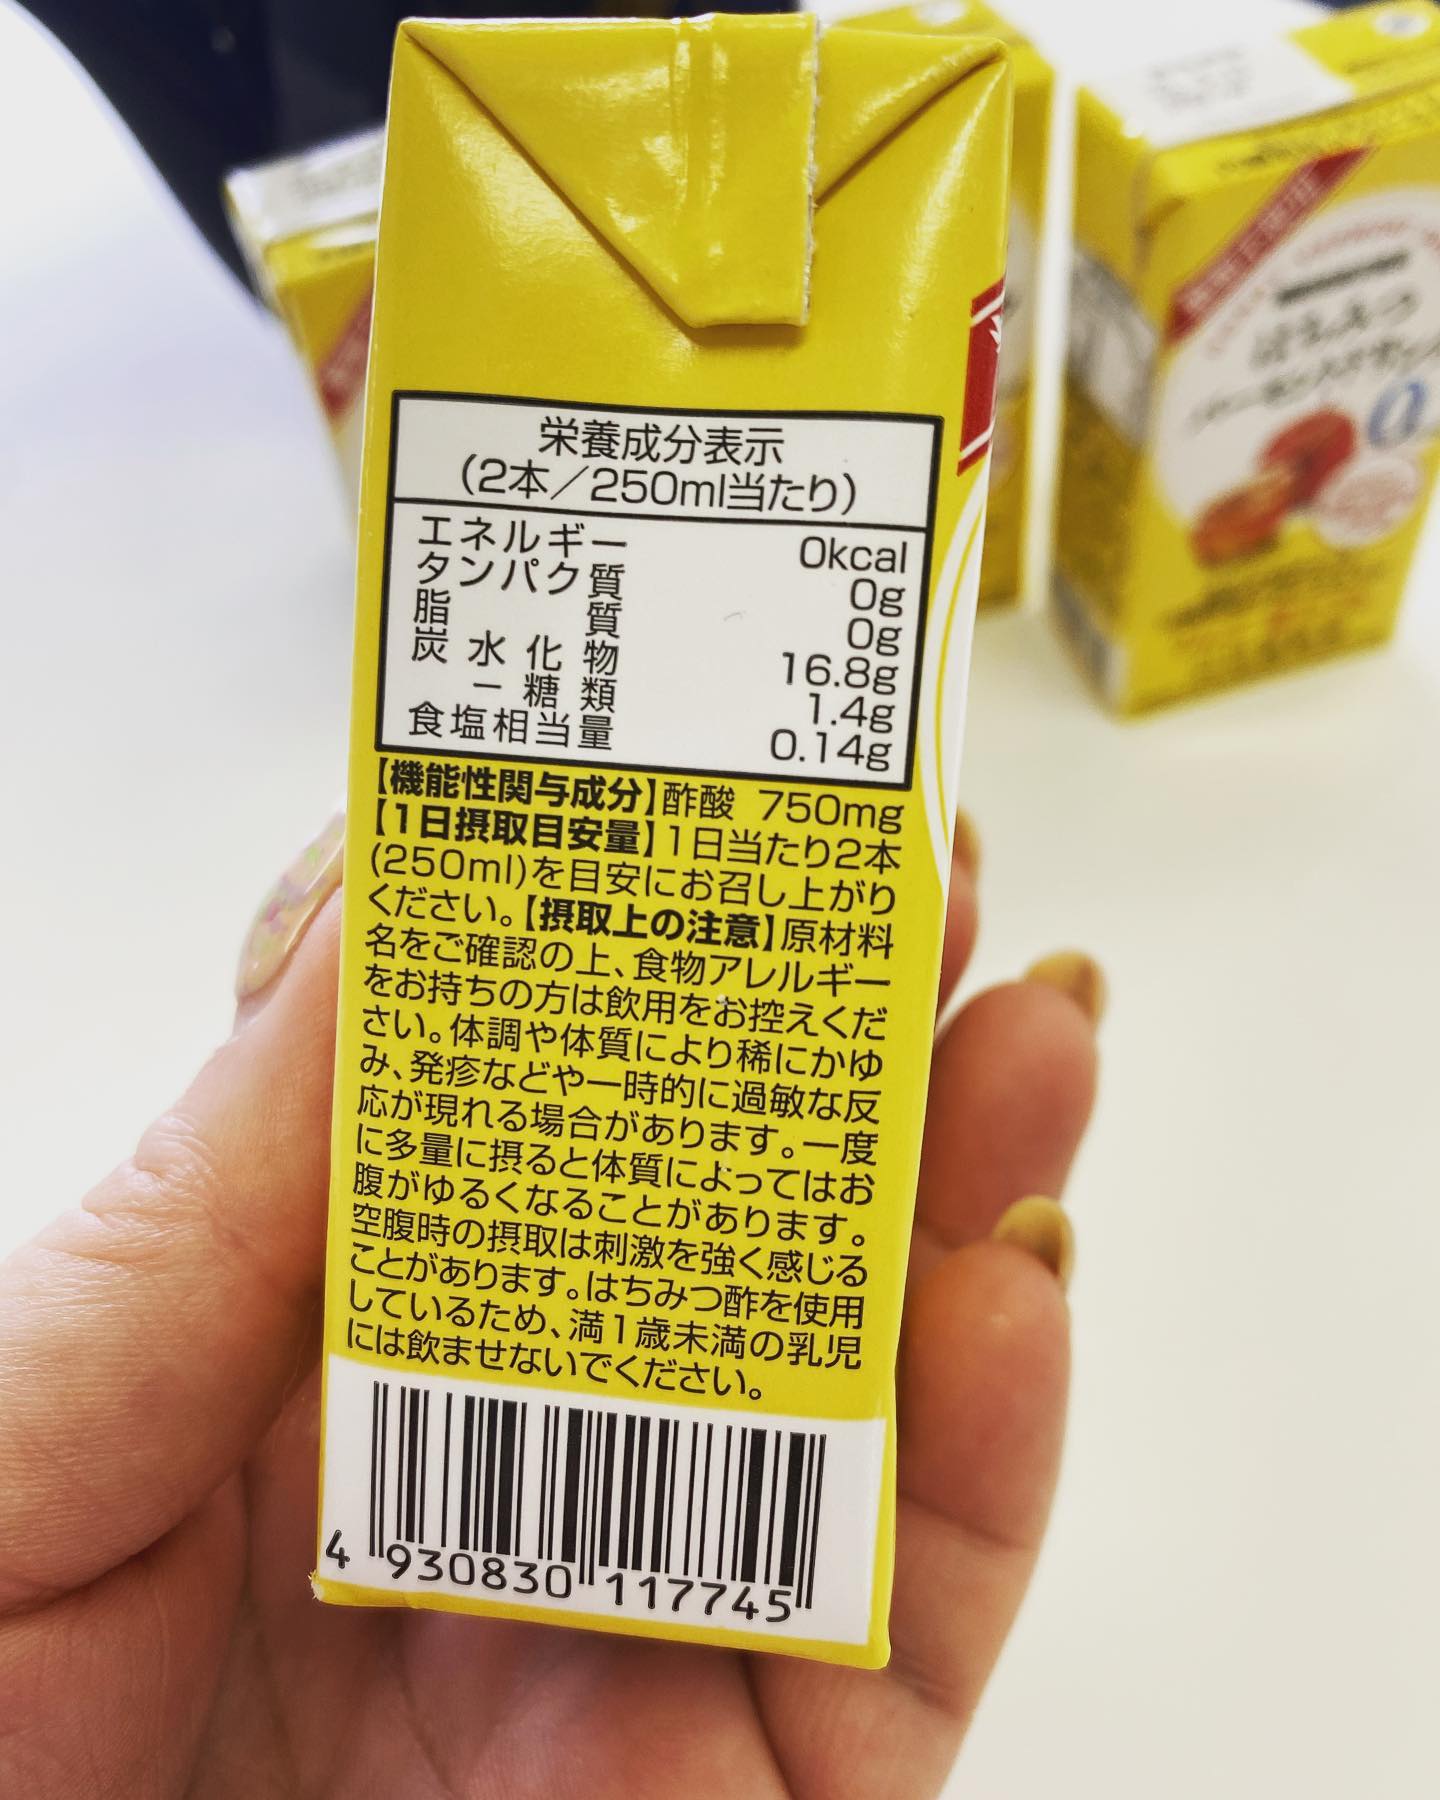 栄養成分表示
（2本／250ml当たり）
エネルギー 0kcal
タンパク質 0g
脂質 0g
炭水化物 16.8g
－糖類 1.4g
食塩相当量 0.14g
【機能性関与成分】酢酸 750mg
【1日摂取目安量】1日当たり2本
(250ml)を目安にお召し上がり
ください。【摂取上の注意】原材料
名をご確認の上、食物アレルギー
をお持ちの方は飲用をお控えくだ
さい。体調や体質により稀にかゆ
み、発疹などや一時的に過敏な反
応が現れる場合があります。一度
に多量に摂ると体質によってはお
腹がゆるくなることがあります。
空腹時の摂取は刺激を強く感じる
ことがあります。はちみつ酢を使用
しているため、満1歳未満の乳児
には飲ませないでください。
4 930830 117745
はちみつ
0